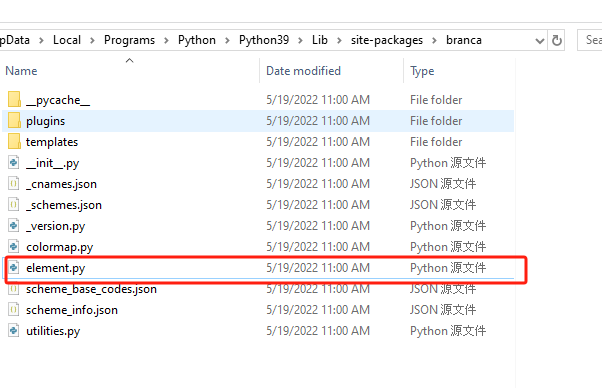 pData > Local > Programs > Python > Python39 > Lib > site-packages > branca
Sea
Name Date modified Type
__pycache__ 5/19/2022 11:00 AM File folder
plugins 5/19/2022 11:00 AM File folder
templates 5/19/2022 11:00 AM File folder
__init__.py 5/19/2022 11:00 AM Python 源文件
_cnames.json 5/19/2022 11:00 AM JSON 源文件
_schemes.json 5/19/2022 11:00 AM JSON 源文件
_version.py 5/19/2022 11:00 AM Python 源文件
colormap.py 5/19/2022 11:00 AM Python 源文件
element.py 5/19/2022 11:00 AM Python 源文件
scheme_base_codes.json 5/19/2022 11:00 AM JSON 源文件
scheme_info.json 5/19/2022 11:00 AM JSON 源文件
utilities.py 5/19/2022 11:00 AM Python 源文件